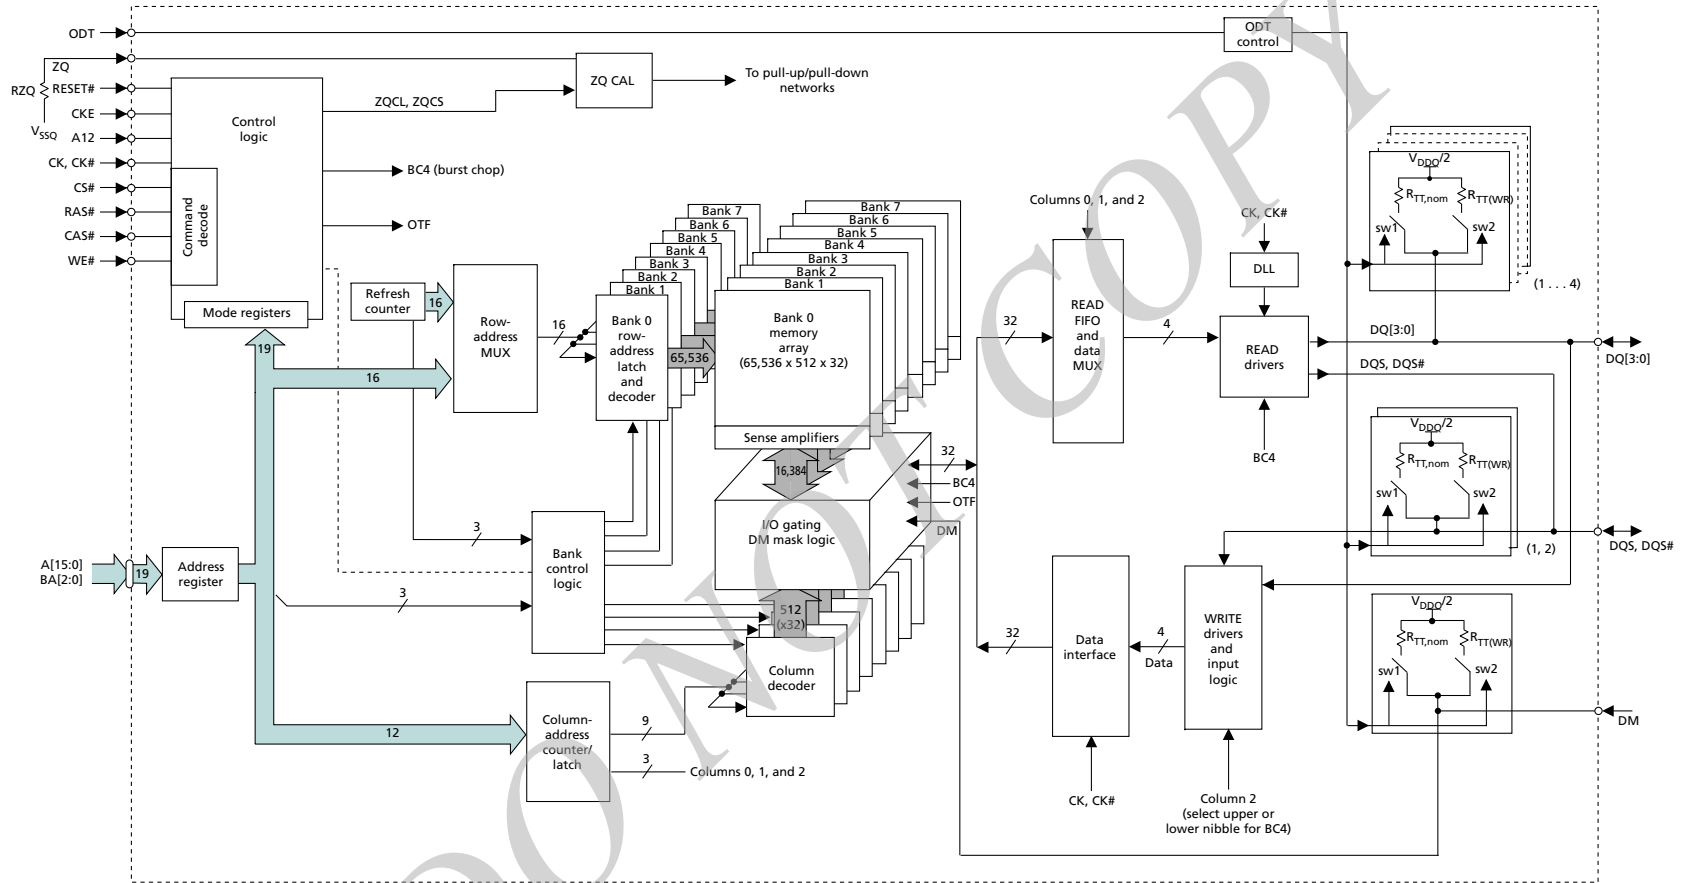 ODT
ZQ
RZQ
RESET#
CKE
VSSQ
A12
CK, CK#
CS#
RAS#
CAS#
WE#
Control
logic
Command
decode
Mode registers
ZQCL, ZQCS
ZQ CAL
To pull-up/pull-down
networks
BC4 (burst chop)
OTF
ODT
control
Refresh
counter
16
Row-
address
MUX
16
19
16
Bank 7
Bank 6
Bank 5
Bank 4
Bank 3
Bank 2
Bank 1
Bank 0
row-
address
latch
and
decoder
65,536
Bank 7
Bank 6
Bank 5
Bank 4
Bank 3
Bank 2
Bank 1
Bank 0
memory
array
(65,536 x 512 x 32)
Sense amplifiers
16,384
I/O gating
DM mask logic
32
BC4
OTF
DM
512
(x32)
Column
decoder
3
3
Bank
control
logic
A[15:0]
BA[2:0]
19
Address
register
12
Column-
address
counter/
latch
9
3
Columns 0, 1, and 2
Columns 0, 1, and 2
32
READ
FIFO
and
data
MUX
4
CK, CK#
DLL
READ
drivers
BC4
DQ[3:0]
DQS, DQS#
VDDQ/2
RTT,nom
RTT(WR)
sw1
sw2
(1 . . . 4)
DQ[3:0]
VDDQ/2
RTT,nom
RTT(WR)
sw1
sw2
(1, 2)
DQS, DQS#
VDDQ/2
RTT,nom
RTT(WR)
sw1
sw2
DM
32
Data
interface
4
Data
WRITE
drivers
and
input
logic
CK, CK#
Column 2
(select upper or
lower nibble for BC4)
DO NOT COPY